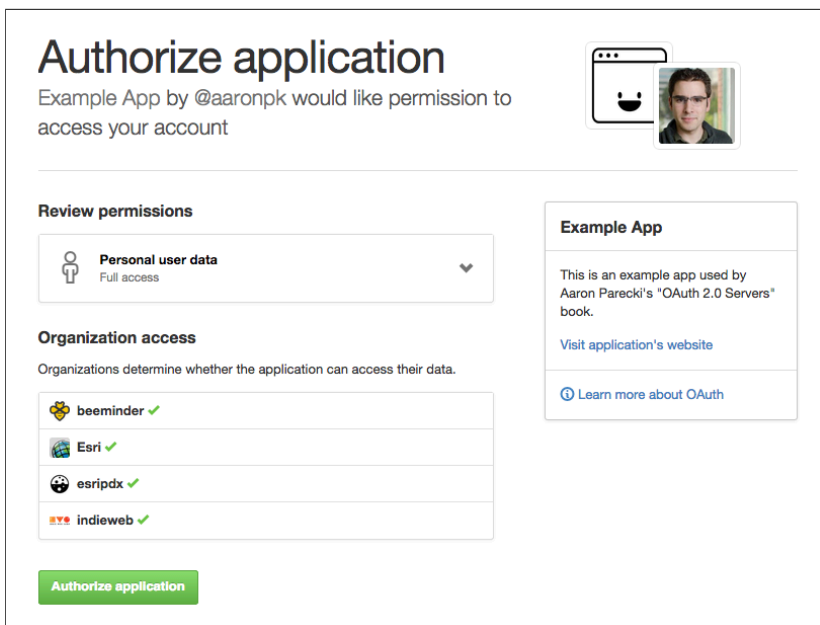 Authorize application
Example App by @aaronpk would like permission to
access your account
Review permissions
Personal user data
Full access
Organization access
Organizations determine whether the application can access their data.
beeminder
Esri
esripdx
indieweb
Authorize application
Example App
This is an example app used by
Aaron Parecki's "OAuth 2.0 Servers"
book.
Visit application's website
Learn more about OAuth